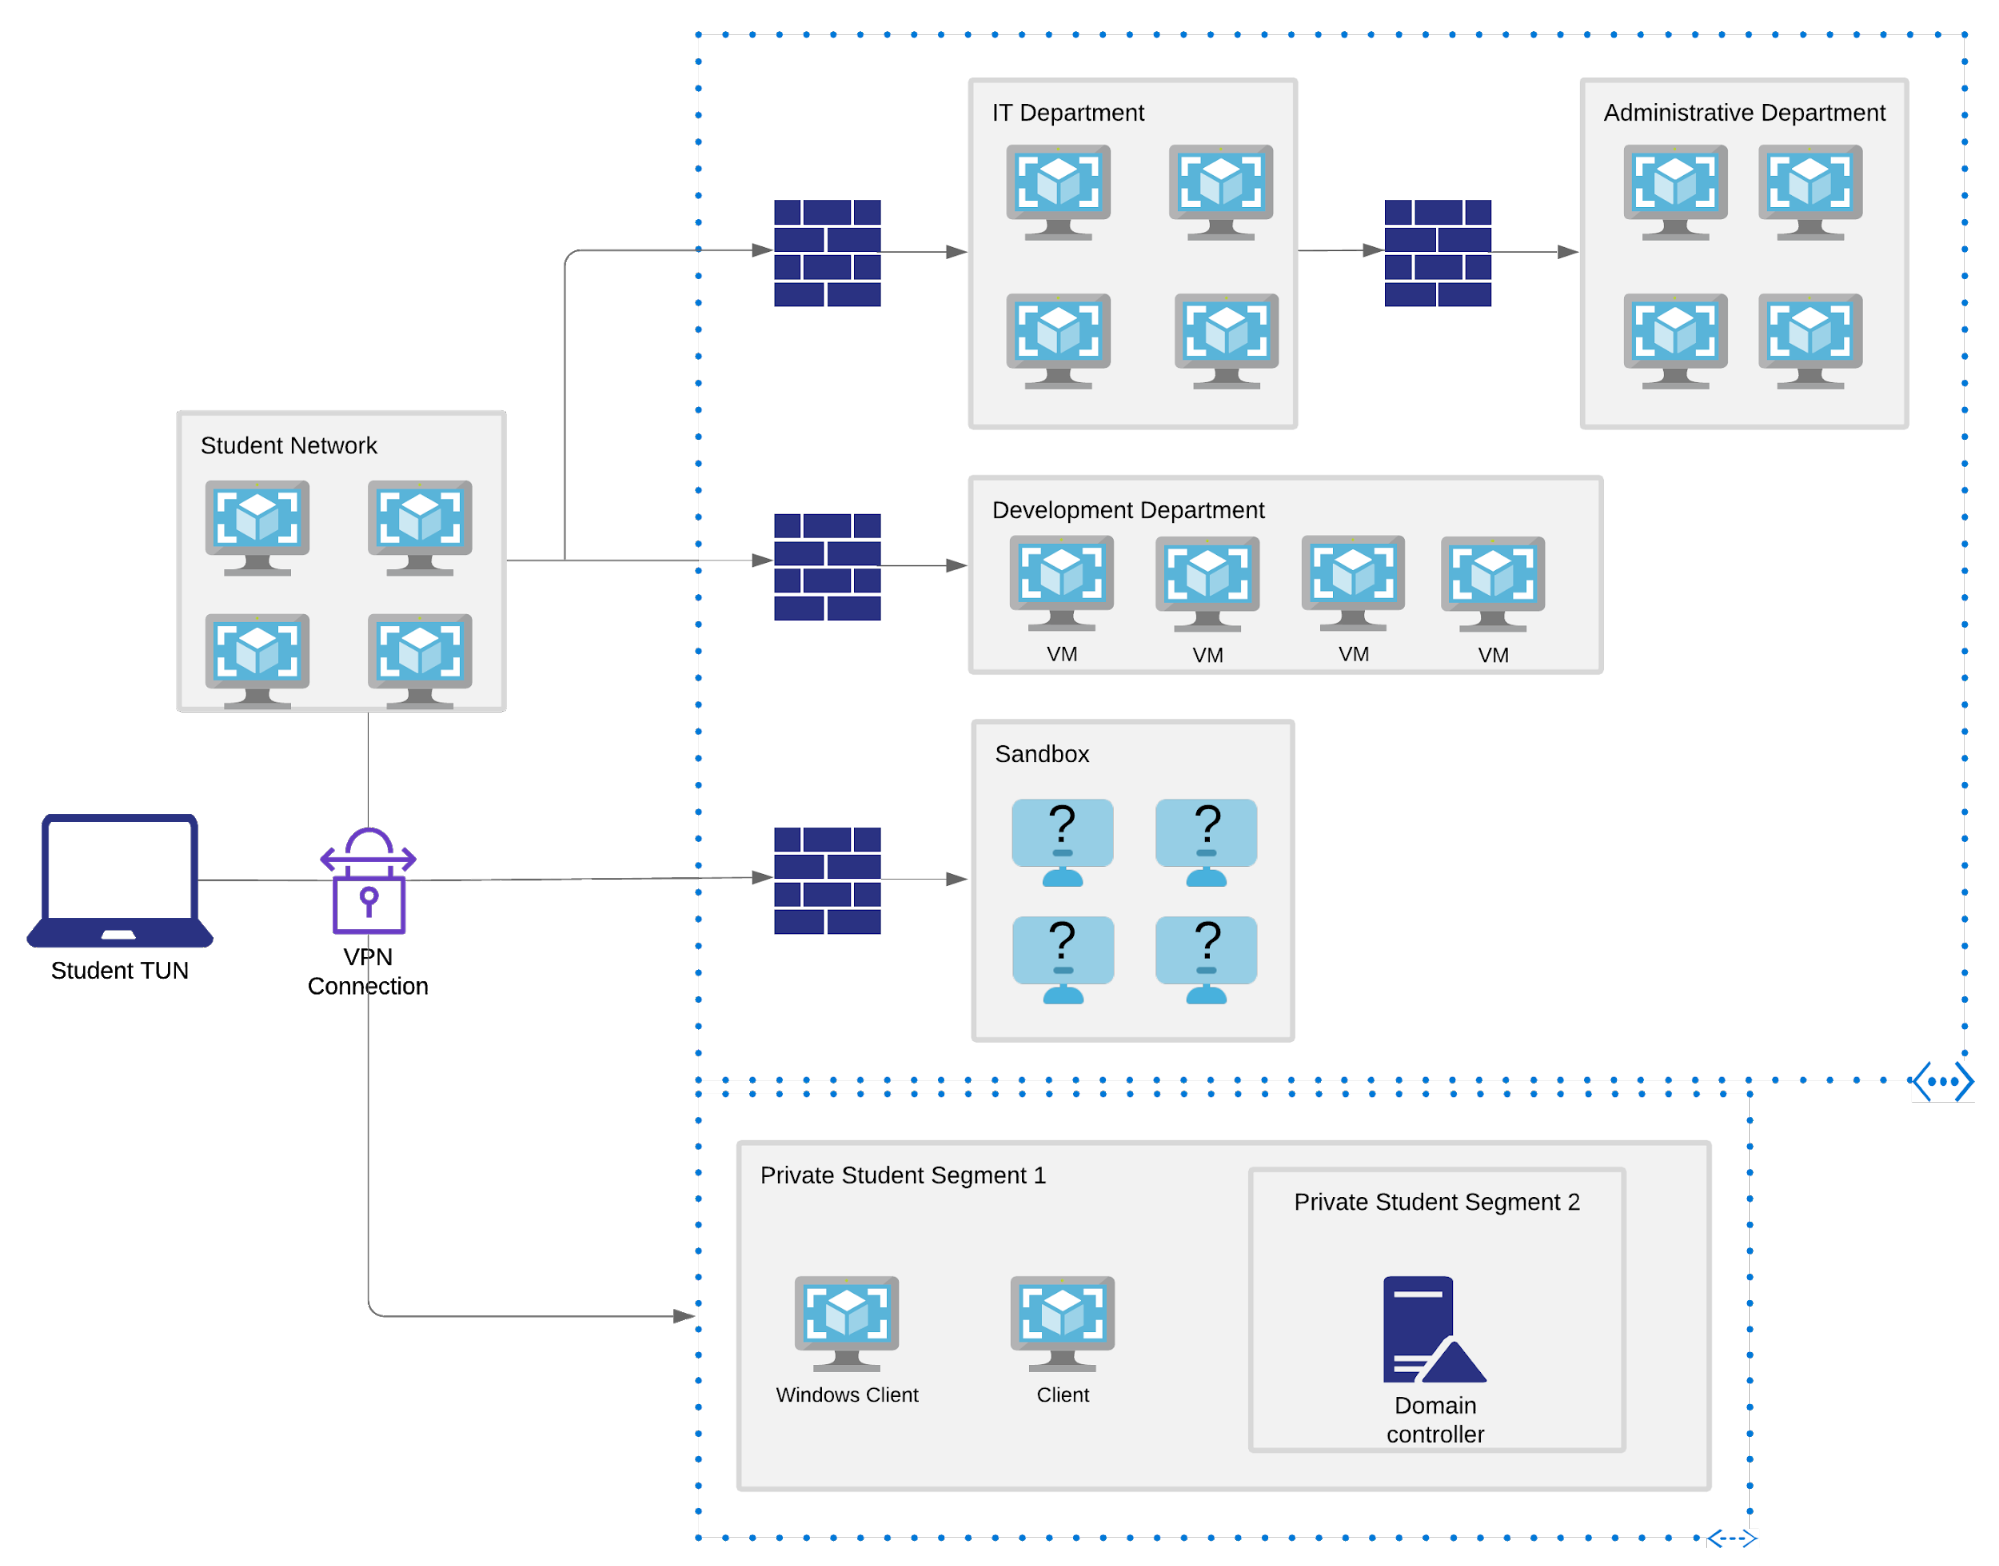 IT Department
Administrative Department
Student Network
Development Department
VM
VM
VM
VM
Sandbox
?
?
?
?
Student TUN
VPN
Connection
Private Student Segment 1
Private Student Segment 2
Windows Client
Client
Domain
controller